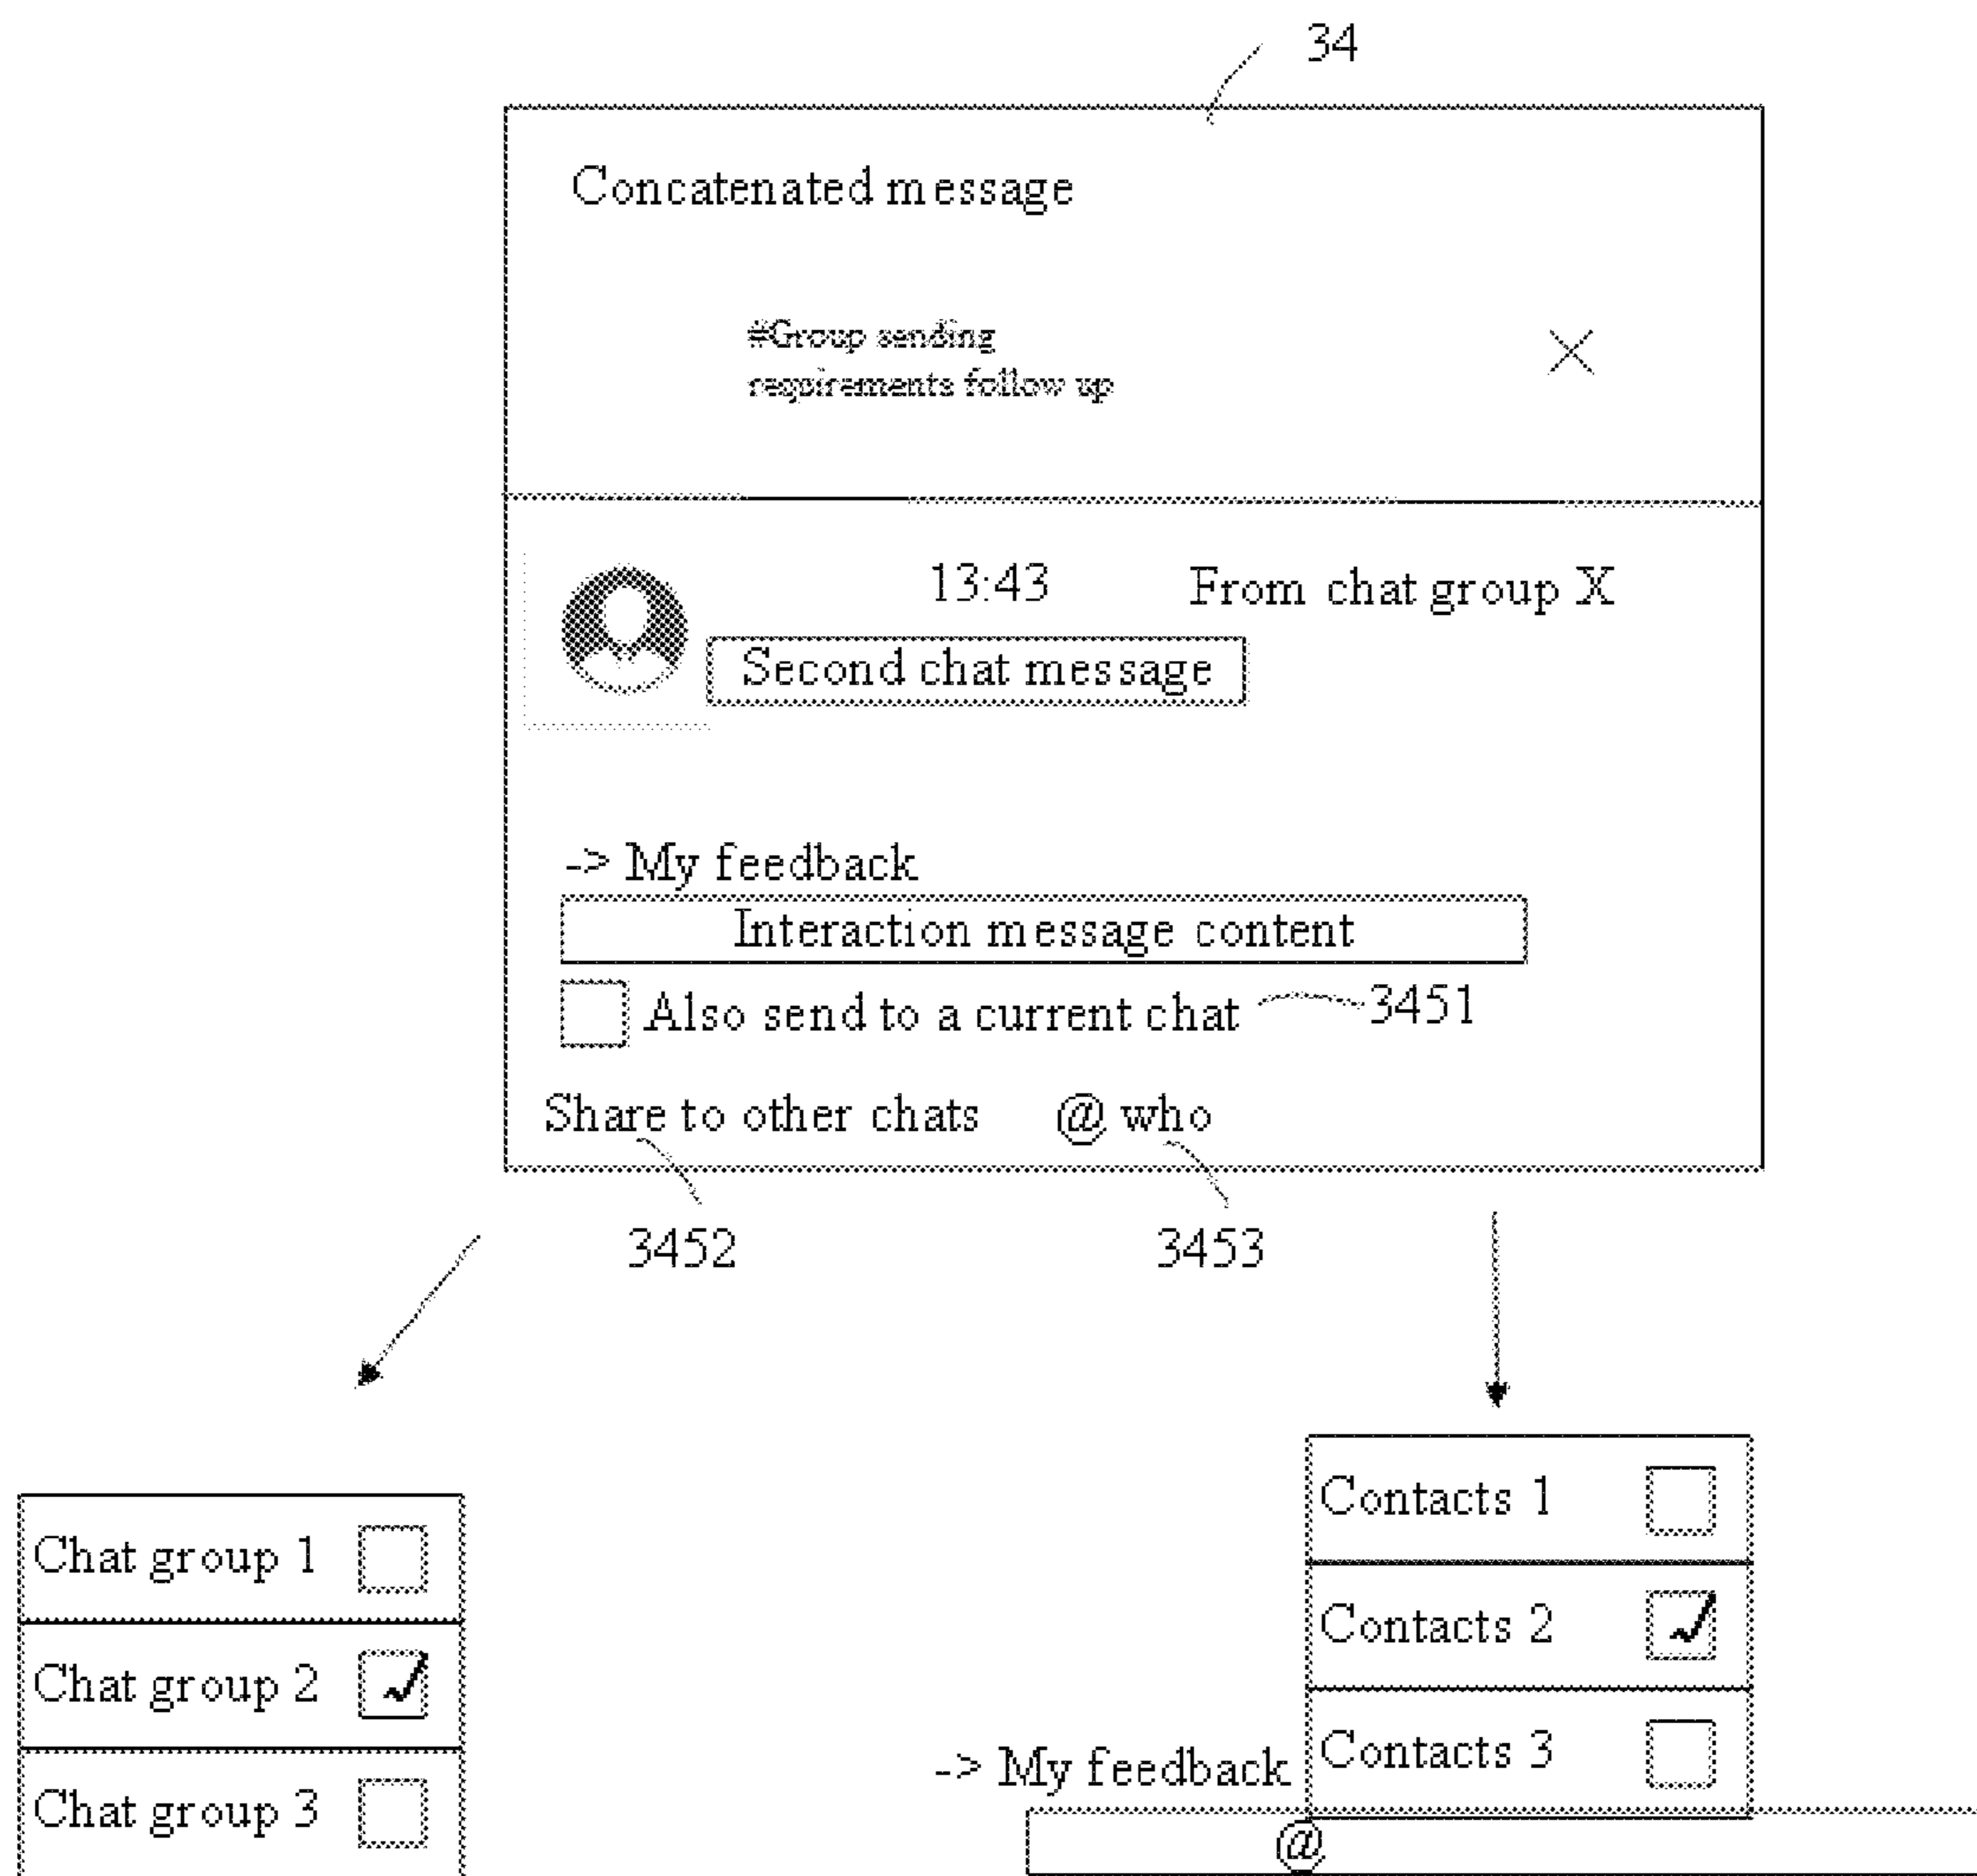 34
Concatenated message
#Group sending
requirements follow up
13:43 From chat group X
Second chat message
-> My feedback
Interaction message content
Also send to a current chat 3451
Share to other chats @ who
3452 3453
Chat group 1
Chat group 2
Chat group 3
Contacts 1
Contacts 2
Contacts 3
-> My feedback
@